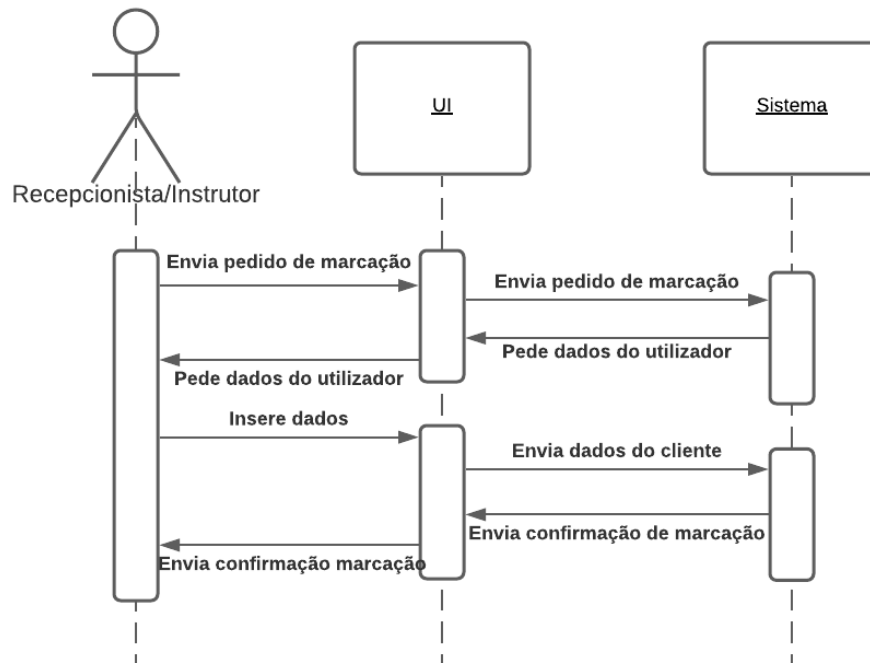 UI
Sistema
Recepcionista/Instrutor
Envia pedido de marcação
Envia pedido de marcação
Pede dados do utilizador
Pede dados do utilizador
Insere dados
Envia dados do cliente
Envia confirmação de marcação
Envia confirmação marcação